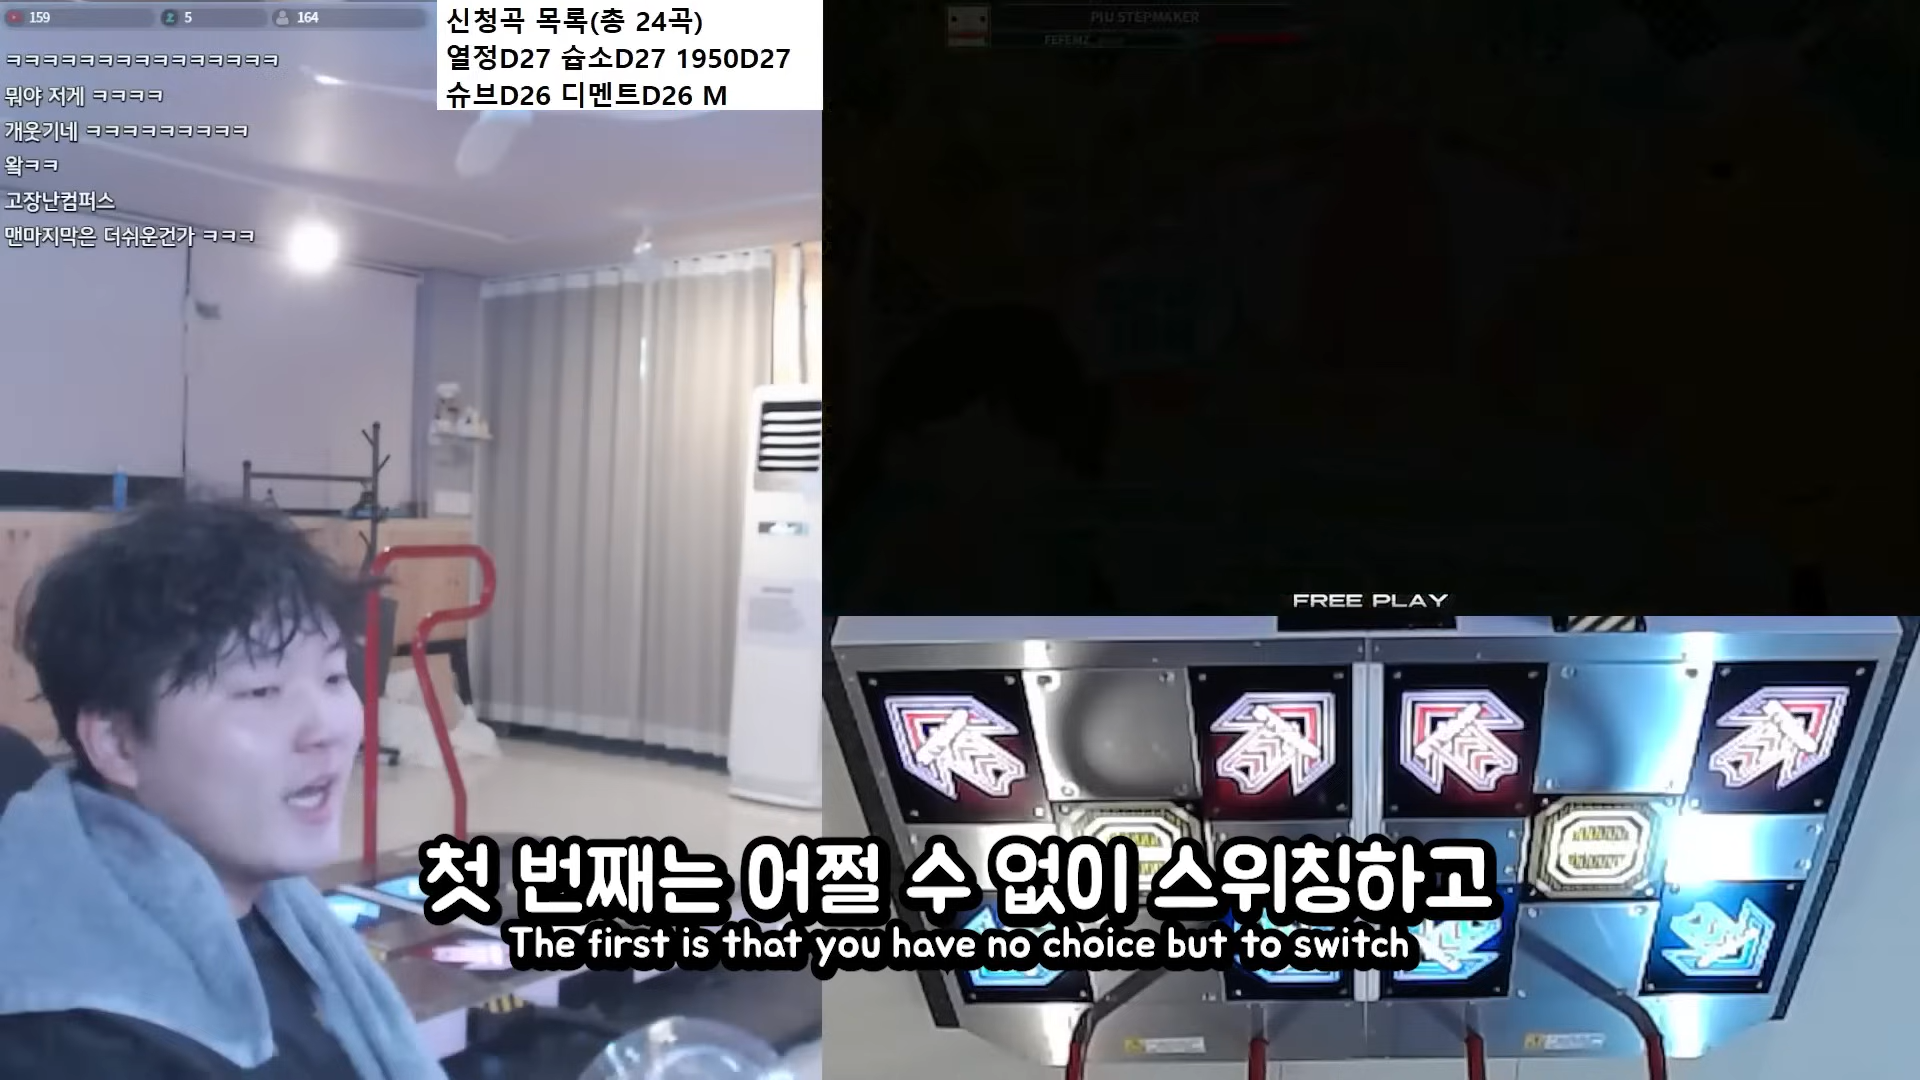 159 5 164
ㅋㅋㅋㅋㅋㅋㅋㅋㅋㅋㅋㅋㅋㅋㅋ
뭐야 저게 ㅋㅋㅋㅋ
개웃기네 ㅋㅋㅋㅋㅋㅋㅋㅋㅋ
왘ㅋㅋ
고장난컴퍼스
맨마지막은 더쉬운건가 ㅋㅋㅋ
신청곡 목록(총 24곡)
열정D27 슙소D27 1950D27
슈브D26 디멘트D26 M
PIU STEPMAKER
FEFEMZ
FREE PLAY
첫 번째는 어쩔 수 없이 스위칭하고
The first is that you have no choice but to switch